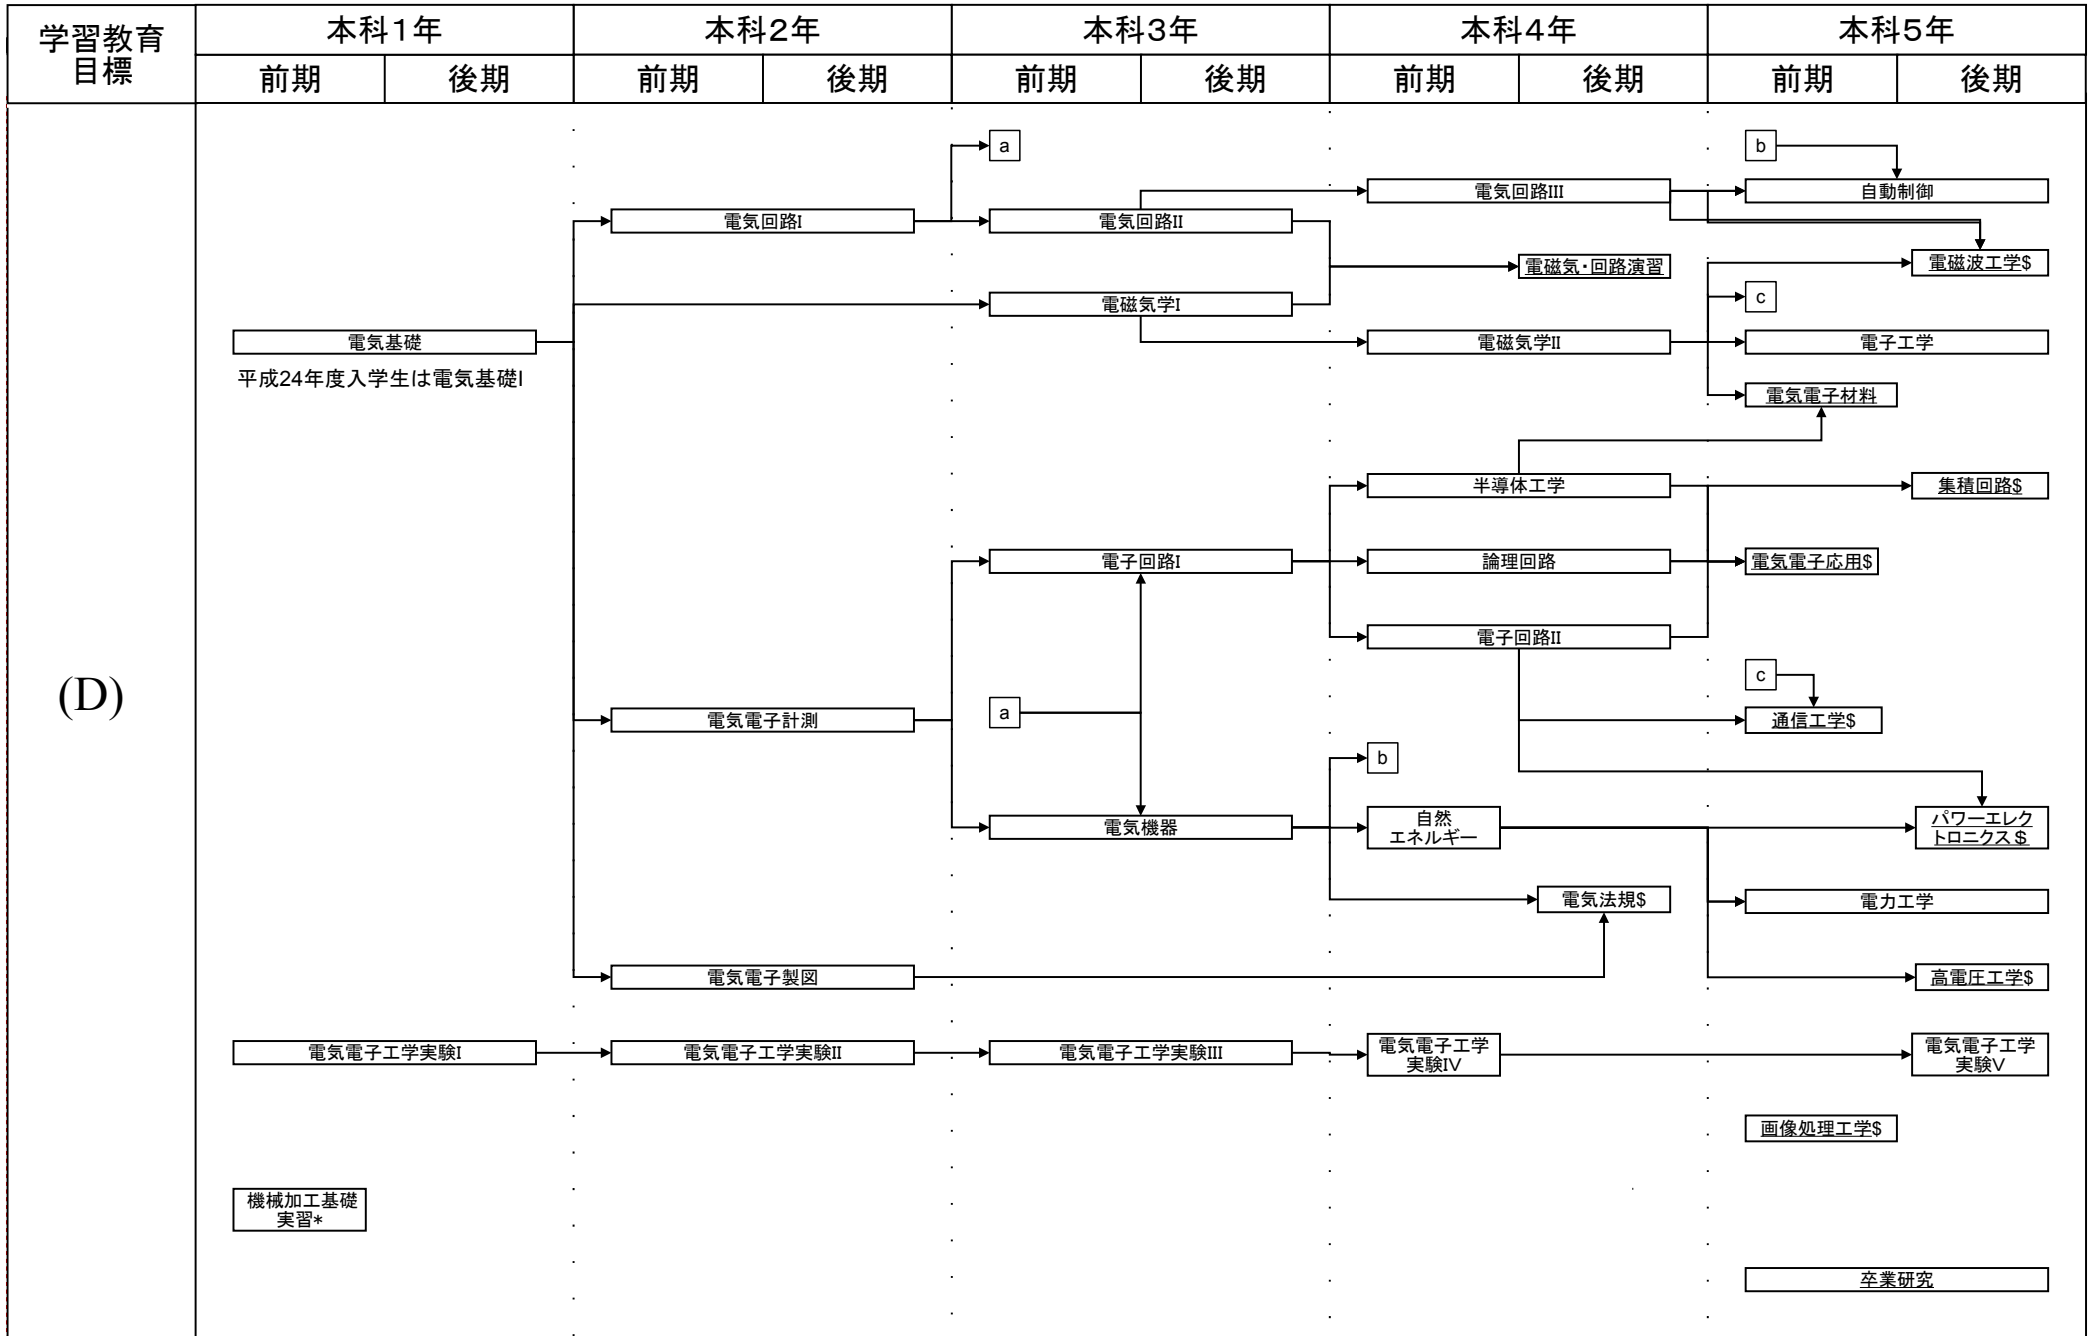 学習教育
目標
本科1年
本科2年
本科3年
本科4年
本科5年
前期
後期
前期
後期
前期
後期
前期
後期
前期
後期
(D)
a
b
電気回路III
自動制御
電気回路I
電気回路II
電磁気・回路演習
電磁波工学$
電磁気学I
c
電気基礎
電磁気学II
電子工学
平成24年度入学生は電気基礎I
電気電子材料
半導体工学
集積回路$
電子回路I
論理回路
電気電子応用$
電子回路II
c
電気電子計測
a
通信工学$
b
電気機器
自然
エネルギー
パワーエレク
トロニクス$
電気法規$
電力工学
電気電子製図
高電圧工学$
電気電子工学実験I
電気電子工学実験II
電気電子工学実験III
電気電子工学
実験IV
電気電子工学
実験V
画像処理工学$
機械加工基礎
実習*
卒業研究